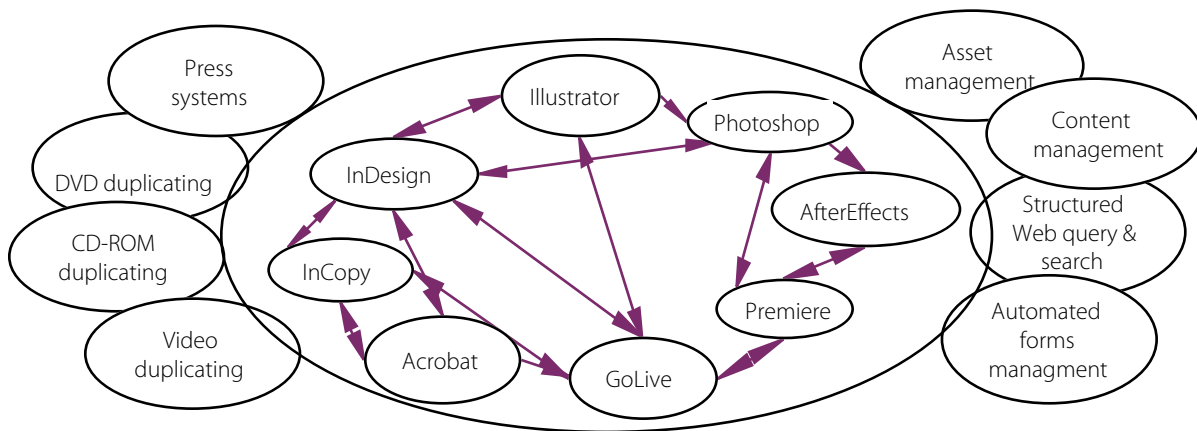 Press
systems
DVD duplicating
CD-ROM
duplicating
Video
duplicating
Illustrator
Photoshop
InDesign
AfterEffects
InCopy
Premiere
Acrobat
GoLive
Asset
management
Content
management
Structured
Web query &
search
Automated
forms
managment